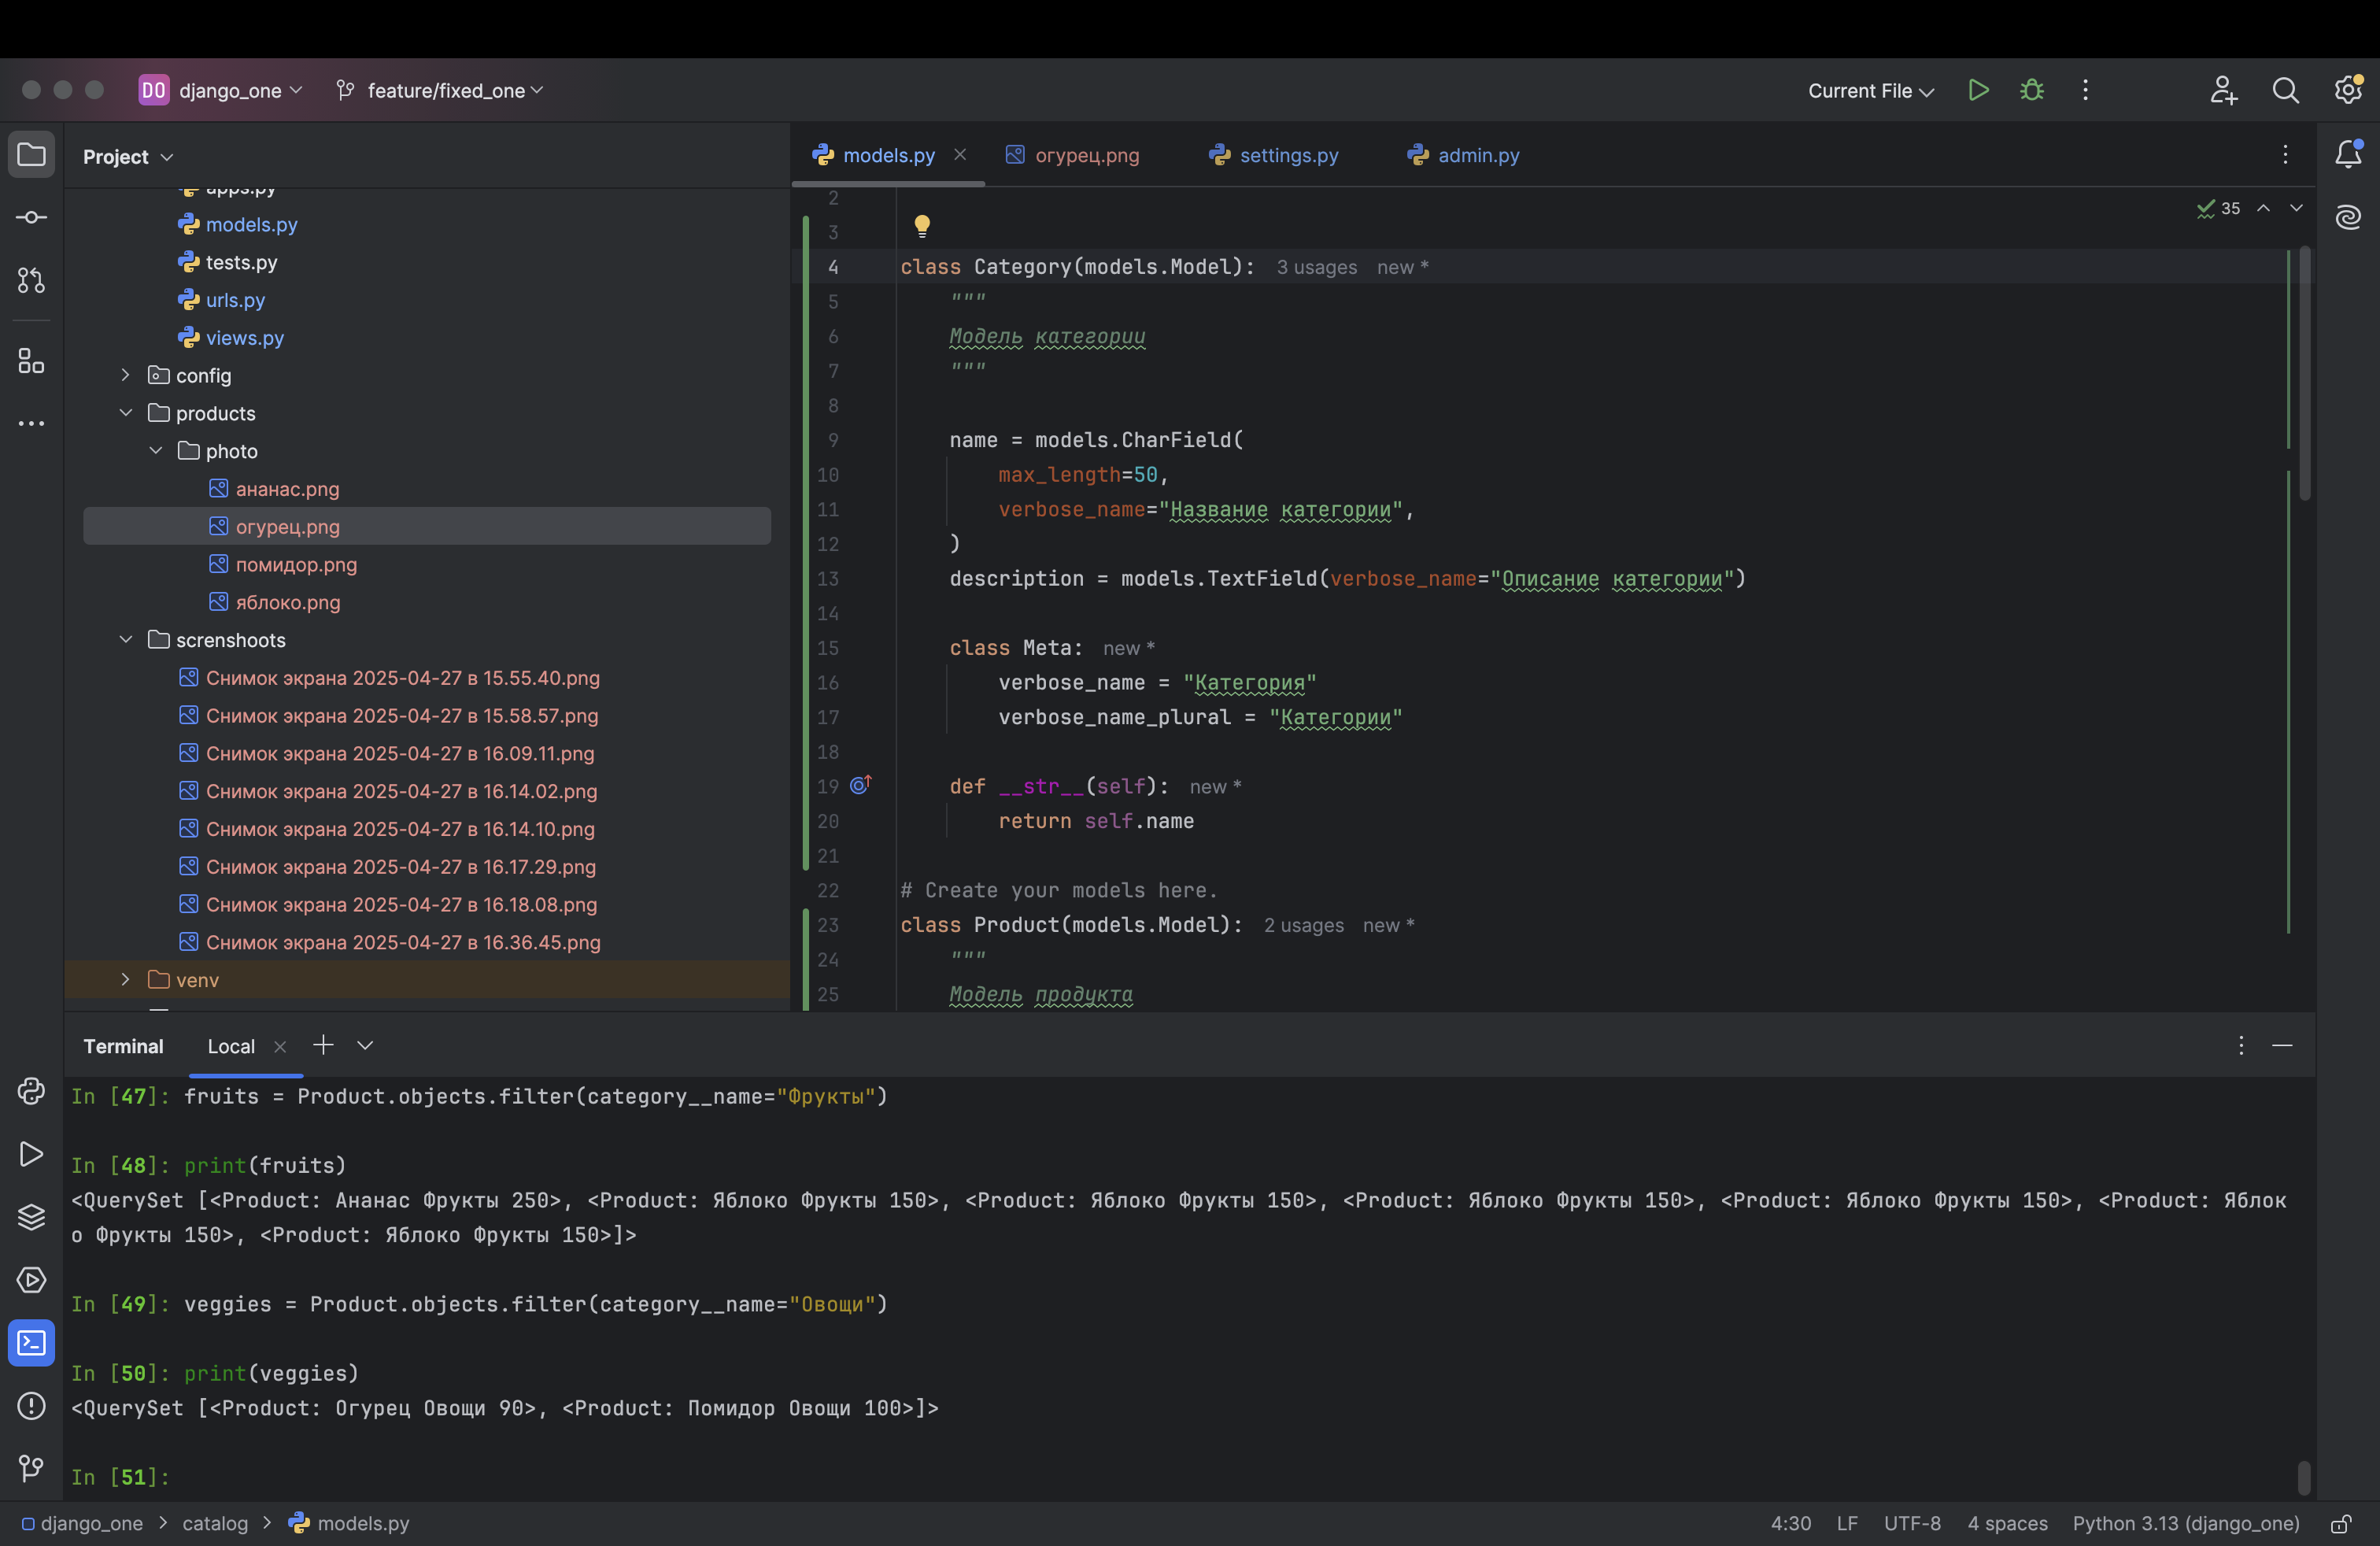 DO django_one feature/fixed_one Current File
Project
apps.py
models.py
tests.py
urls.py
views.py
config
products
photo
ананас.png
огурец.png
помидор.png
яблоко.png
screnshoots
Снимок экрана 2025-04-27 в 15.55.40.png
Снимок экрана 2025-04-27 в 15.58.57.png
Снимок экрана 2025-04-27 в 16.09.11.png
Снимок экрана 2025-04-27 в 16.14.02.png
Снимок экрана 2025-04-27 в 16.14.10.png
Снимок экрана 2025-04-27 в 16.17.29.png
Снимок экрана 2025-04-27 в 16.18.08.png
Снимок экрана 2025-04-27 в 16.36.45.png
venv
models.py огурец.png settings.py admin.py
35
2
3
4 class Category(models.Model): 3 usages new *
5 """
6 Модель категории
7 """
8
9 name = models.CharField(
10 max_length=50,
11 verbose_name="Название категории",
12 )
13 description = models.TextField(verbose_name="Описание категории")
14
15 class Meta: new *
16 verbose_name = "Категория"
17 verbose_name_plural = "Категории"
18
19 def __str__(self): new *
20 return self.name
21
22 # Create your models here.
23 class Product(models.Model): 2 usages new *
24 """
25 Модель продукта
Terminal Local
In [47]: fruits = Product.objects.filter(category__name="Фрукты")
In [48]: print(fruits)
<QuerySet [<Product: Ананас Фрукты 250>, <Product: Яблоко Фрукты 150>, <Product: Яблоко Фрукты 150>, <Product: Яблоко Фрукты 150>, <Product: Яблоко Фрукты 150>, <Product: Яблок
о Фрукты 150>, <Product: Яблоко Фрукты 150>]>
In [49]: veggies = Product.objects.filter(category__name="Овощи")
In [50]: print(veggies)
<QuerySet [<Product: Огурец Овощи 90>, <Product: Помидор Овощи 100>]>
In [51]:
django_one > catalog > models.py 4:30 LF UTF-8 4 spaces Python 3.13 (django_one)